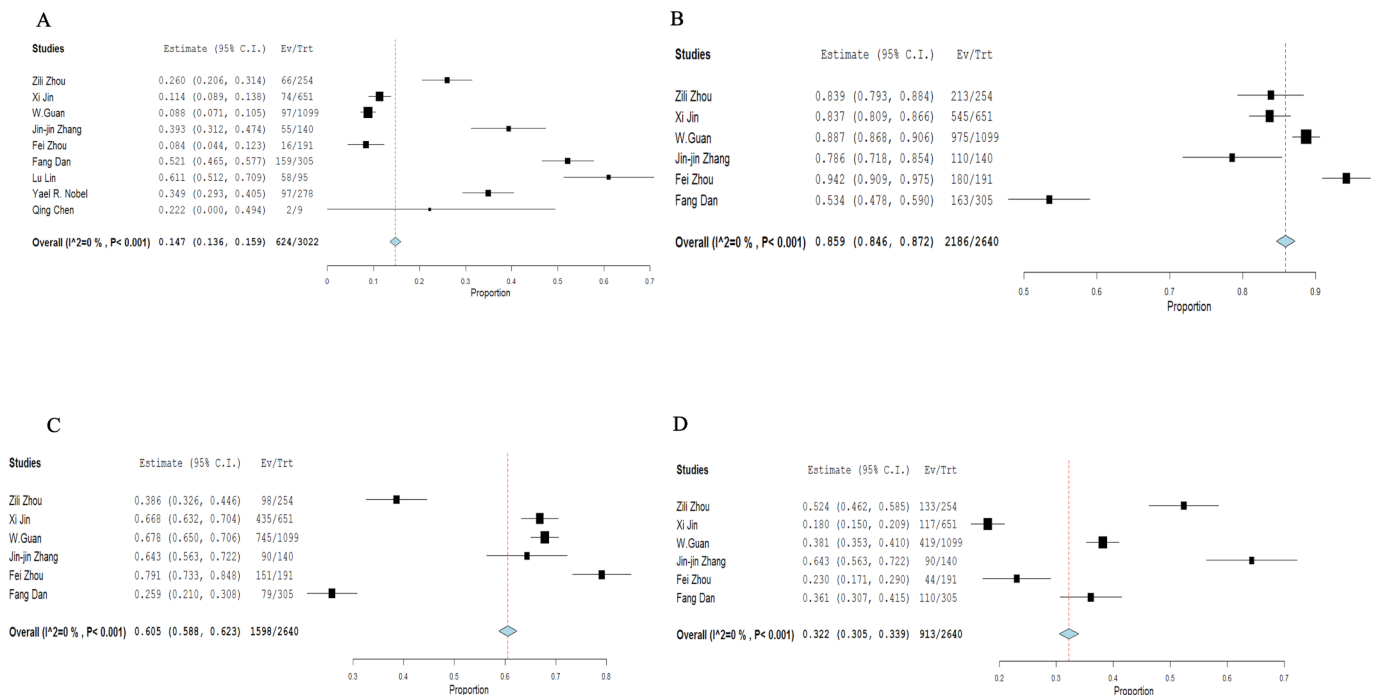 A
Studies Estimate (95% C.I.) Ev/Trt
Zili Zhou 0.260 (0.206, 0.314) 66/254
Xi Jin 0.114 (0.089, 0.138) 74/651
W.Guan 0.088 (0.071, 0.105) 97/1099
Jin-jin Zhang 0.393 (0.312, 0.474) 55/140
Fei Zhou 0.084 (0.044, 0.123) 16/191
Fang Dan 0.521 (0.465, 0.577) 159/305
Lu Lin 0.611 (0.512, 0.709) 58/95
Yael R. Nobel 0.349 (0.293, 0.405) 97/278
Qing Chen 0.222 (0.000, 0.494) 2/9
Overall (I^2=0 % , P< 0.001) 0.147 (0.136, 0.159) 624/3022
0 0.1 0.2 0.3 0.4 0.5 0.6 0.7
Proportion
B
Studies Estimate (95% C.I.) Ev/Trt
Zili Zhou 0.839 (0.793, 0.884) 213/254
Xi Jin 0.837 (0.809, 0.866) 545/651
W.Guan 0.887 (0.868, 0.906) 975/1099
Jin-jin Zhang 0.786 (0.718, 0.854) 110/140
Fei Zhou 0.942 (0.909, 0.975) 180/191
Fang Dan 0.534 (0.478, 0.590) 163/305
Overall (I^2=0 % , P< 0.001) 0.859 (0.846, 0.872) 2186/2640
0.5 0.6 0.7 0.8 0.9
Proportion
C
Studies Estimate (95% C.I.) Ev/Trt
Zili Zhou 0.386 (0.326, 0.446) 98/254
Xi Jin 0.668 (0.632, 0.704) 435/651
W.Guan 0.678 (0.650, 0.706) 745/1099
Jin-jin Zhang 0.643 (0.563, 0.722) 90/140
Fei Zhou 0.791 (0.733, 0.848) 151/191
Fang Dan 0.259 (0.210, 0.308) 79/305
Overall (I^2=0 % , P< 0.001) 0.605 (0.588, 0.623) 1598/2640
0.3 0.4 0.5 0.6 0.7 0.8
Proportion
D
Studies Estimate (95% C.I.) Ev/Trt
Zili Zhou 0.524 (0.462, 0.585) 133/254
Xi Jin 0.180 (0.150, 0.209) 117/651
W.Guan 0.381 (0.353, 0.410) 419/1099
Jin-jin Zhang 0.643 (0.563, 0.722) 90/140
Fei Zhou 0.230 (0.171, 0.290) 44/191
Fang Dan 0.361 (0.307, 0.415) 110/305
Overall (I^2=0 % , P< 0.001) 0.322 (0.305, 0.339) 913/2640
0.2 0.3 0.4 0.5 0.6 0.7
Proportion